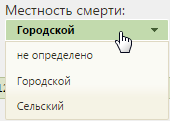 Местность смерти:
Городской
не определено
Городской
Сельский